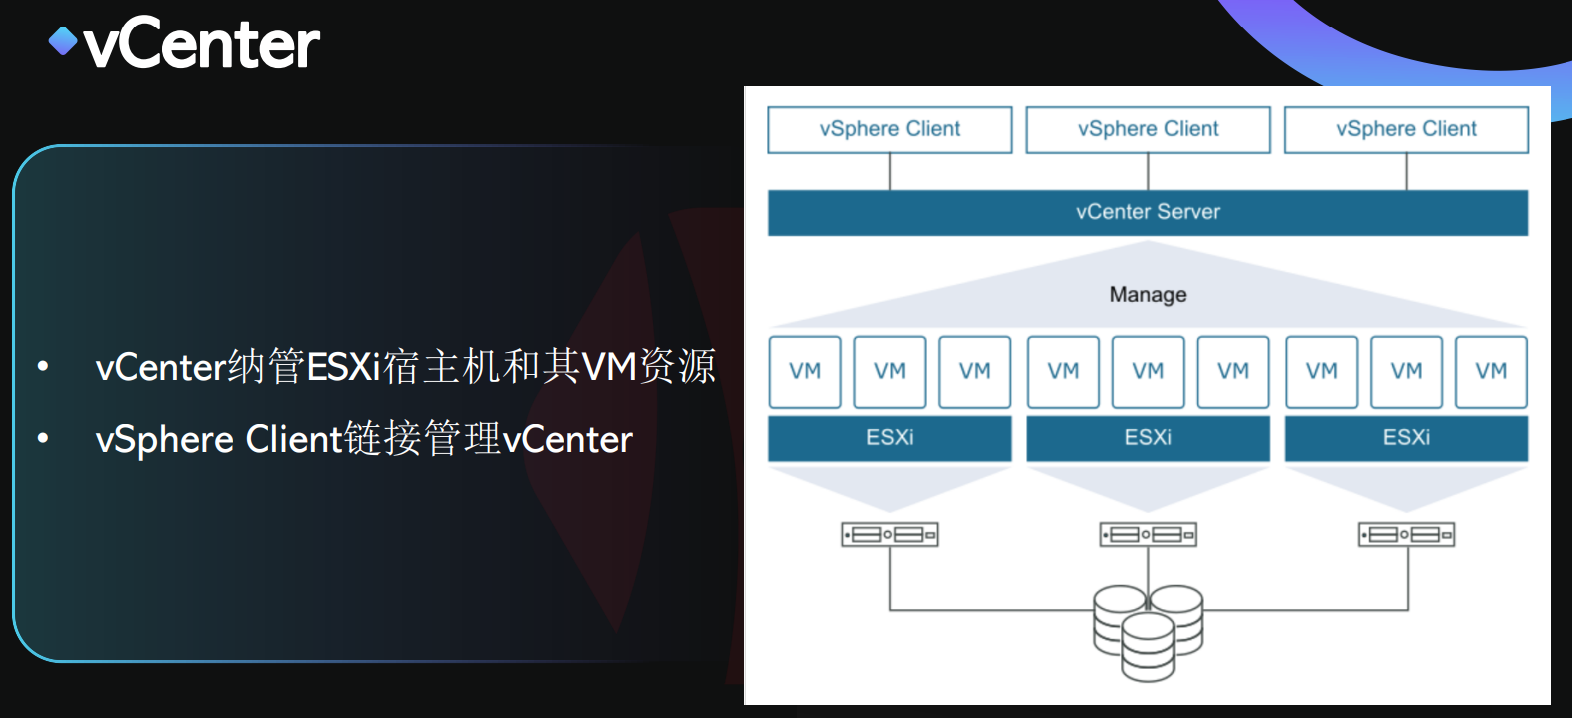 vCenter
• vCenter纳管ESXi宿主机和其VM资源
• vSphere Client链接管理vCenter
vSphere Client vSphere Client vSphere Client
vCenter Server
Manage
VM VM VM VM VM VM VM VM VM
ESXi ESXi ESXi